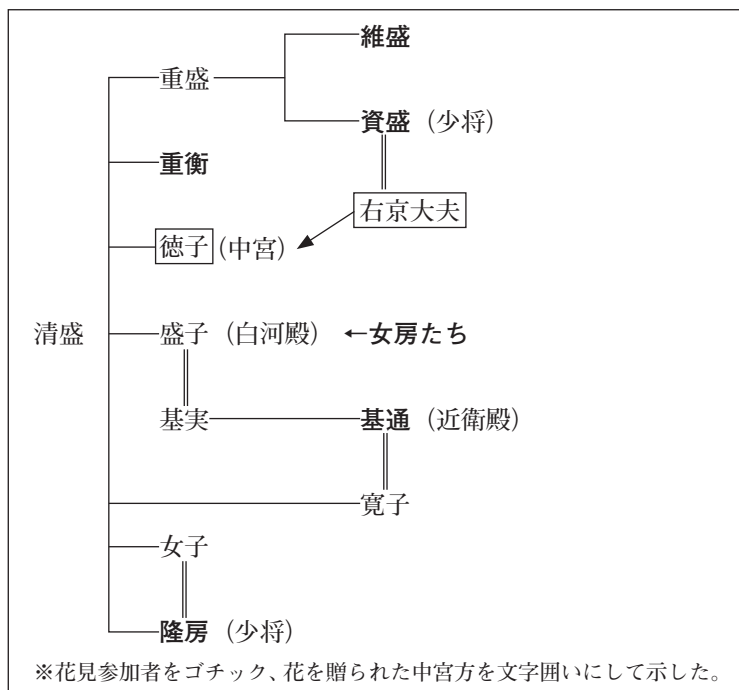 維盛
重盛
資盛（少将）
重衡
右京大夫
徳子（中宮）
清盛
盛子（白河殿）←女房たち
基実
基通（近衛殿）
寛子
女子
隆房（少将）
※花見参加者をゴチック、花を贈られた中宮方を文字囲いにして示した。